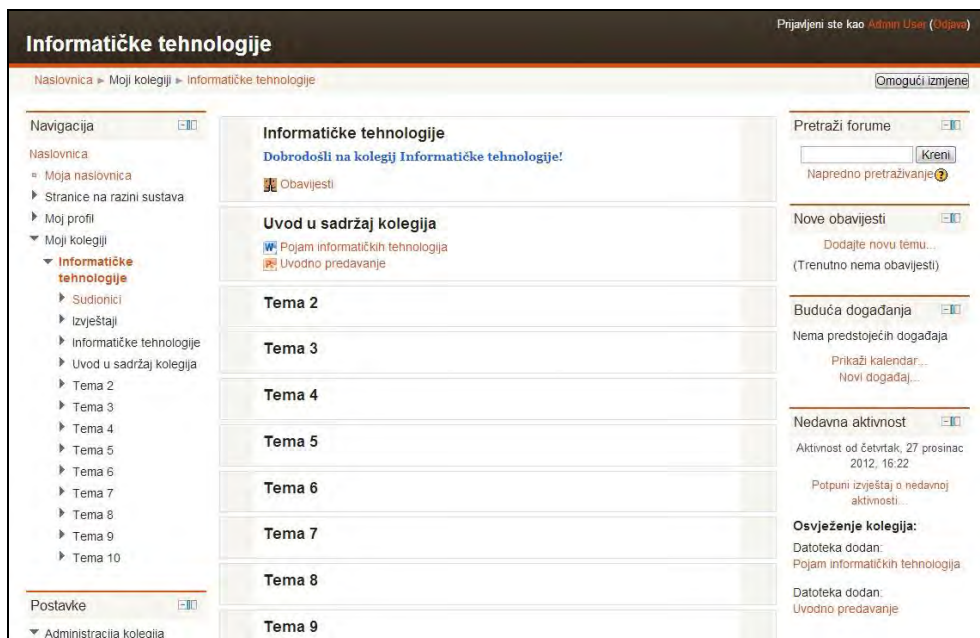 Prijavljeni ste kao Admin User (Odjava)
Informatičke tehnologije
Naslovnica ► Moji kolegiji ► Informatičke tehnologije
Omogući izmjene
Navigacija
Naslovnica
Moja naslovnica
Stranice na razini sustava
Moj profil
Moji kolegiji
Informatičke
tehnologije
Sudionici
Izvještaji
Informatičke tehnologije
Uvod u sadržaj kolegija
Tema 2
Tema 3
Tema 4
Tema 5
Tema 6
Tema 7
Tema 8
Tema 9
Tema 10
Postavke
Administracija kolegija
Informatičke tehnologije
Dobrodošli na kolegij Informatičke tehnologije!
Obavijesti
Uvod u sadržaj kolegija
Pojam informatičkih tehnologija
Uvodno predavanje
Tema 2
Tema 3
Tema 4
Tema 5
Tema 6
Tema 7
Tema 8
Tema 9
Pretraži forume
Kreni
Napredno pretraživanje
Nove obavijesti
Dodajte novu temu...
(Trenutno nema obavijesti)
Buduća događanja
Nema predstojećih događaja
Prikaži kalendar...
Novi događaj...
Nedavna aktivnost
Aktivnost od četvrtak, 27 prosinac
2012, 16:22
Potpuni izvještaj o nedavnoj
aktivnosti...
Osvježenje kolegija:
Datoteka dodan:
Pojam informatičkih tehnologija
Datoteka dodan:
Uvodno predavanje